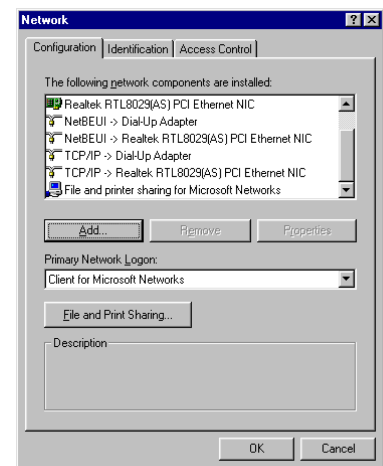 Network
Configuration Identification Access Control
The following network components are installed:
Realtek RTL8029(AS) PCI Ethernet NIC
NetBEUI -> Dial-Up Adapter
NetBEUI -> Realtek RTL8029(AS) PCI Ethernet NIC
TCP/IP -> Dial-Up Adapter
TCP/IP -> Realtek RTL8029(AS) PCI Ethernet NIC
File and printer sharing for Microsoft Networks
Add... Remove Properties
Primary Network Logon:
Client for Microsoft Networks
File and Print Sharing...
Description
OK Cancel